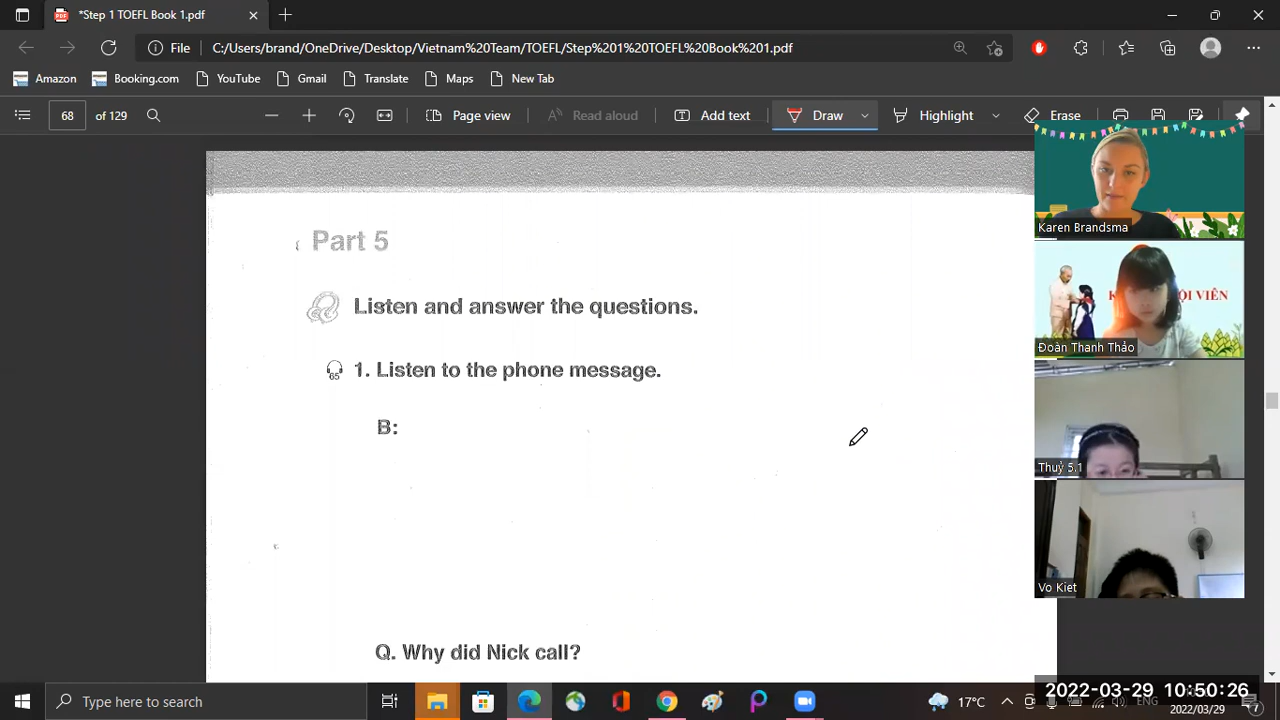 *Step 1 TOEFL Book 1.pdf
File C:/Users/brand/OneDrive/Desktop/Vietnam%20Team/TOEFL/Step%201%20TOEFL%20Book%201.pdf
Amazon Booking.com YouTube Gmail Translate Maps New Tab
68 of 129 Page view Read aloud Add text Draw Highlight Erase
Part 5
Listen and answer the questions.
65 1. Listen to the phone message.
B:
Q. Why did Nick call?
Karen Brandsma
ỘI VIÊN
Đoàn Thanh Thảo
Thuỷ 5.1
Vo Kiet
Type here to search
17°C
ENG
2022-03-29 10:50:26
2022/03/29